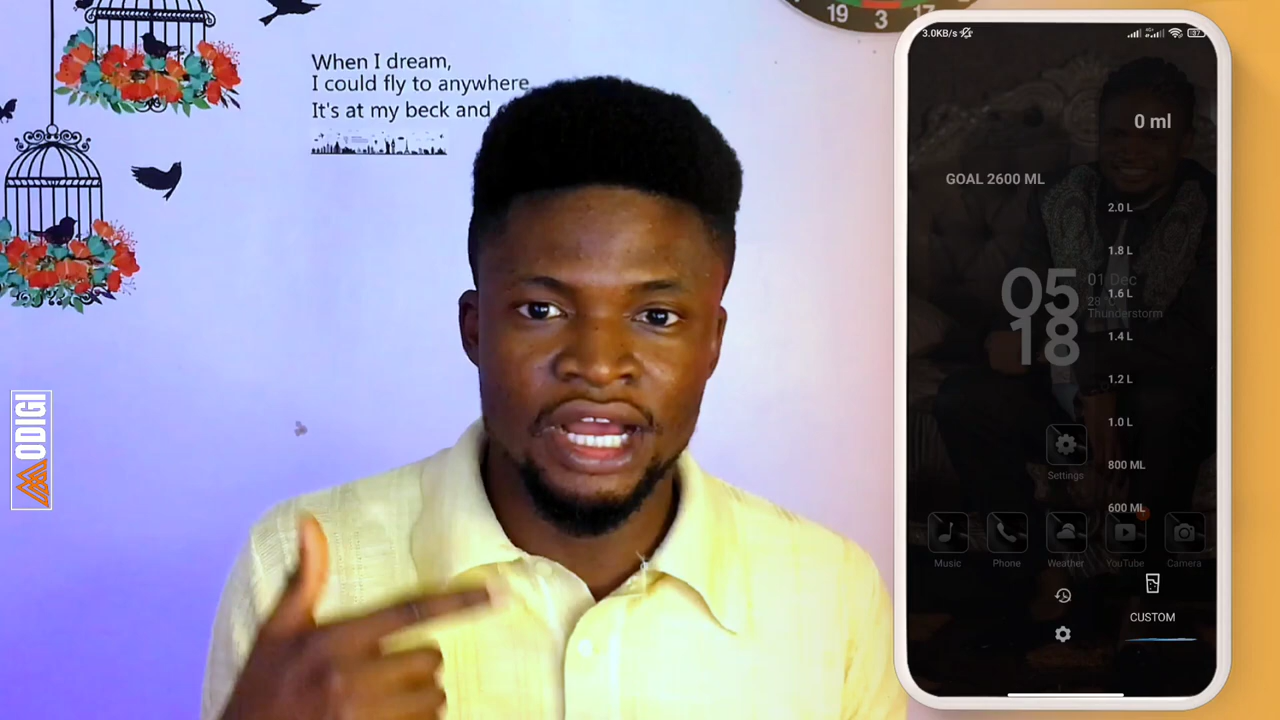 19 3 17
When I dream,
I could fly to anywhere
It's at my beck and
ODIGI
3.0KB/s
0 ml
GOAL 2600 ML
2.0 L
1.8 L
05
18
01 Dec
28
1.6 L
Thunderstorm
1.4 L
1.2 L
1.0 L
800 ML
Settings
600 ML
Music Phone Weather YouTube Camera
CUSTOM